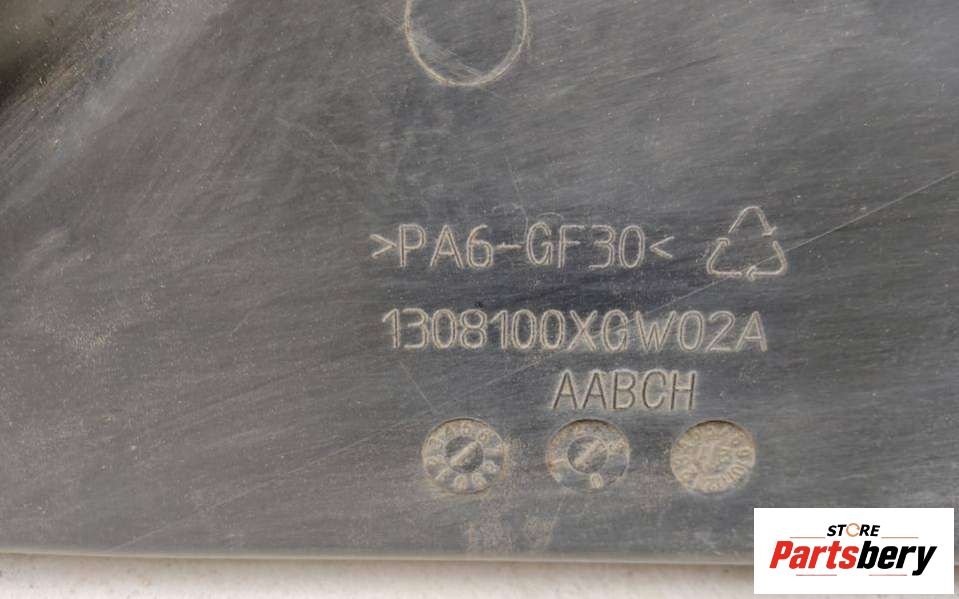 >PA6-GF30<
1308100XGW02A
AABCH
STORE
Partsbery